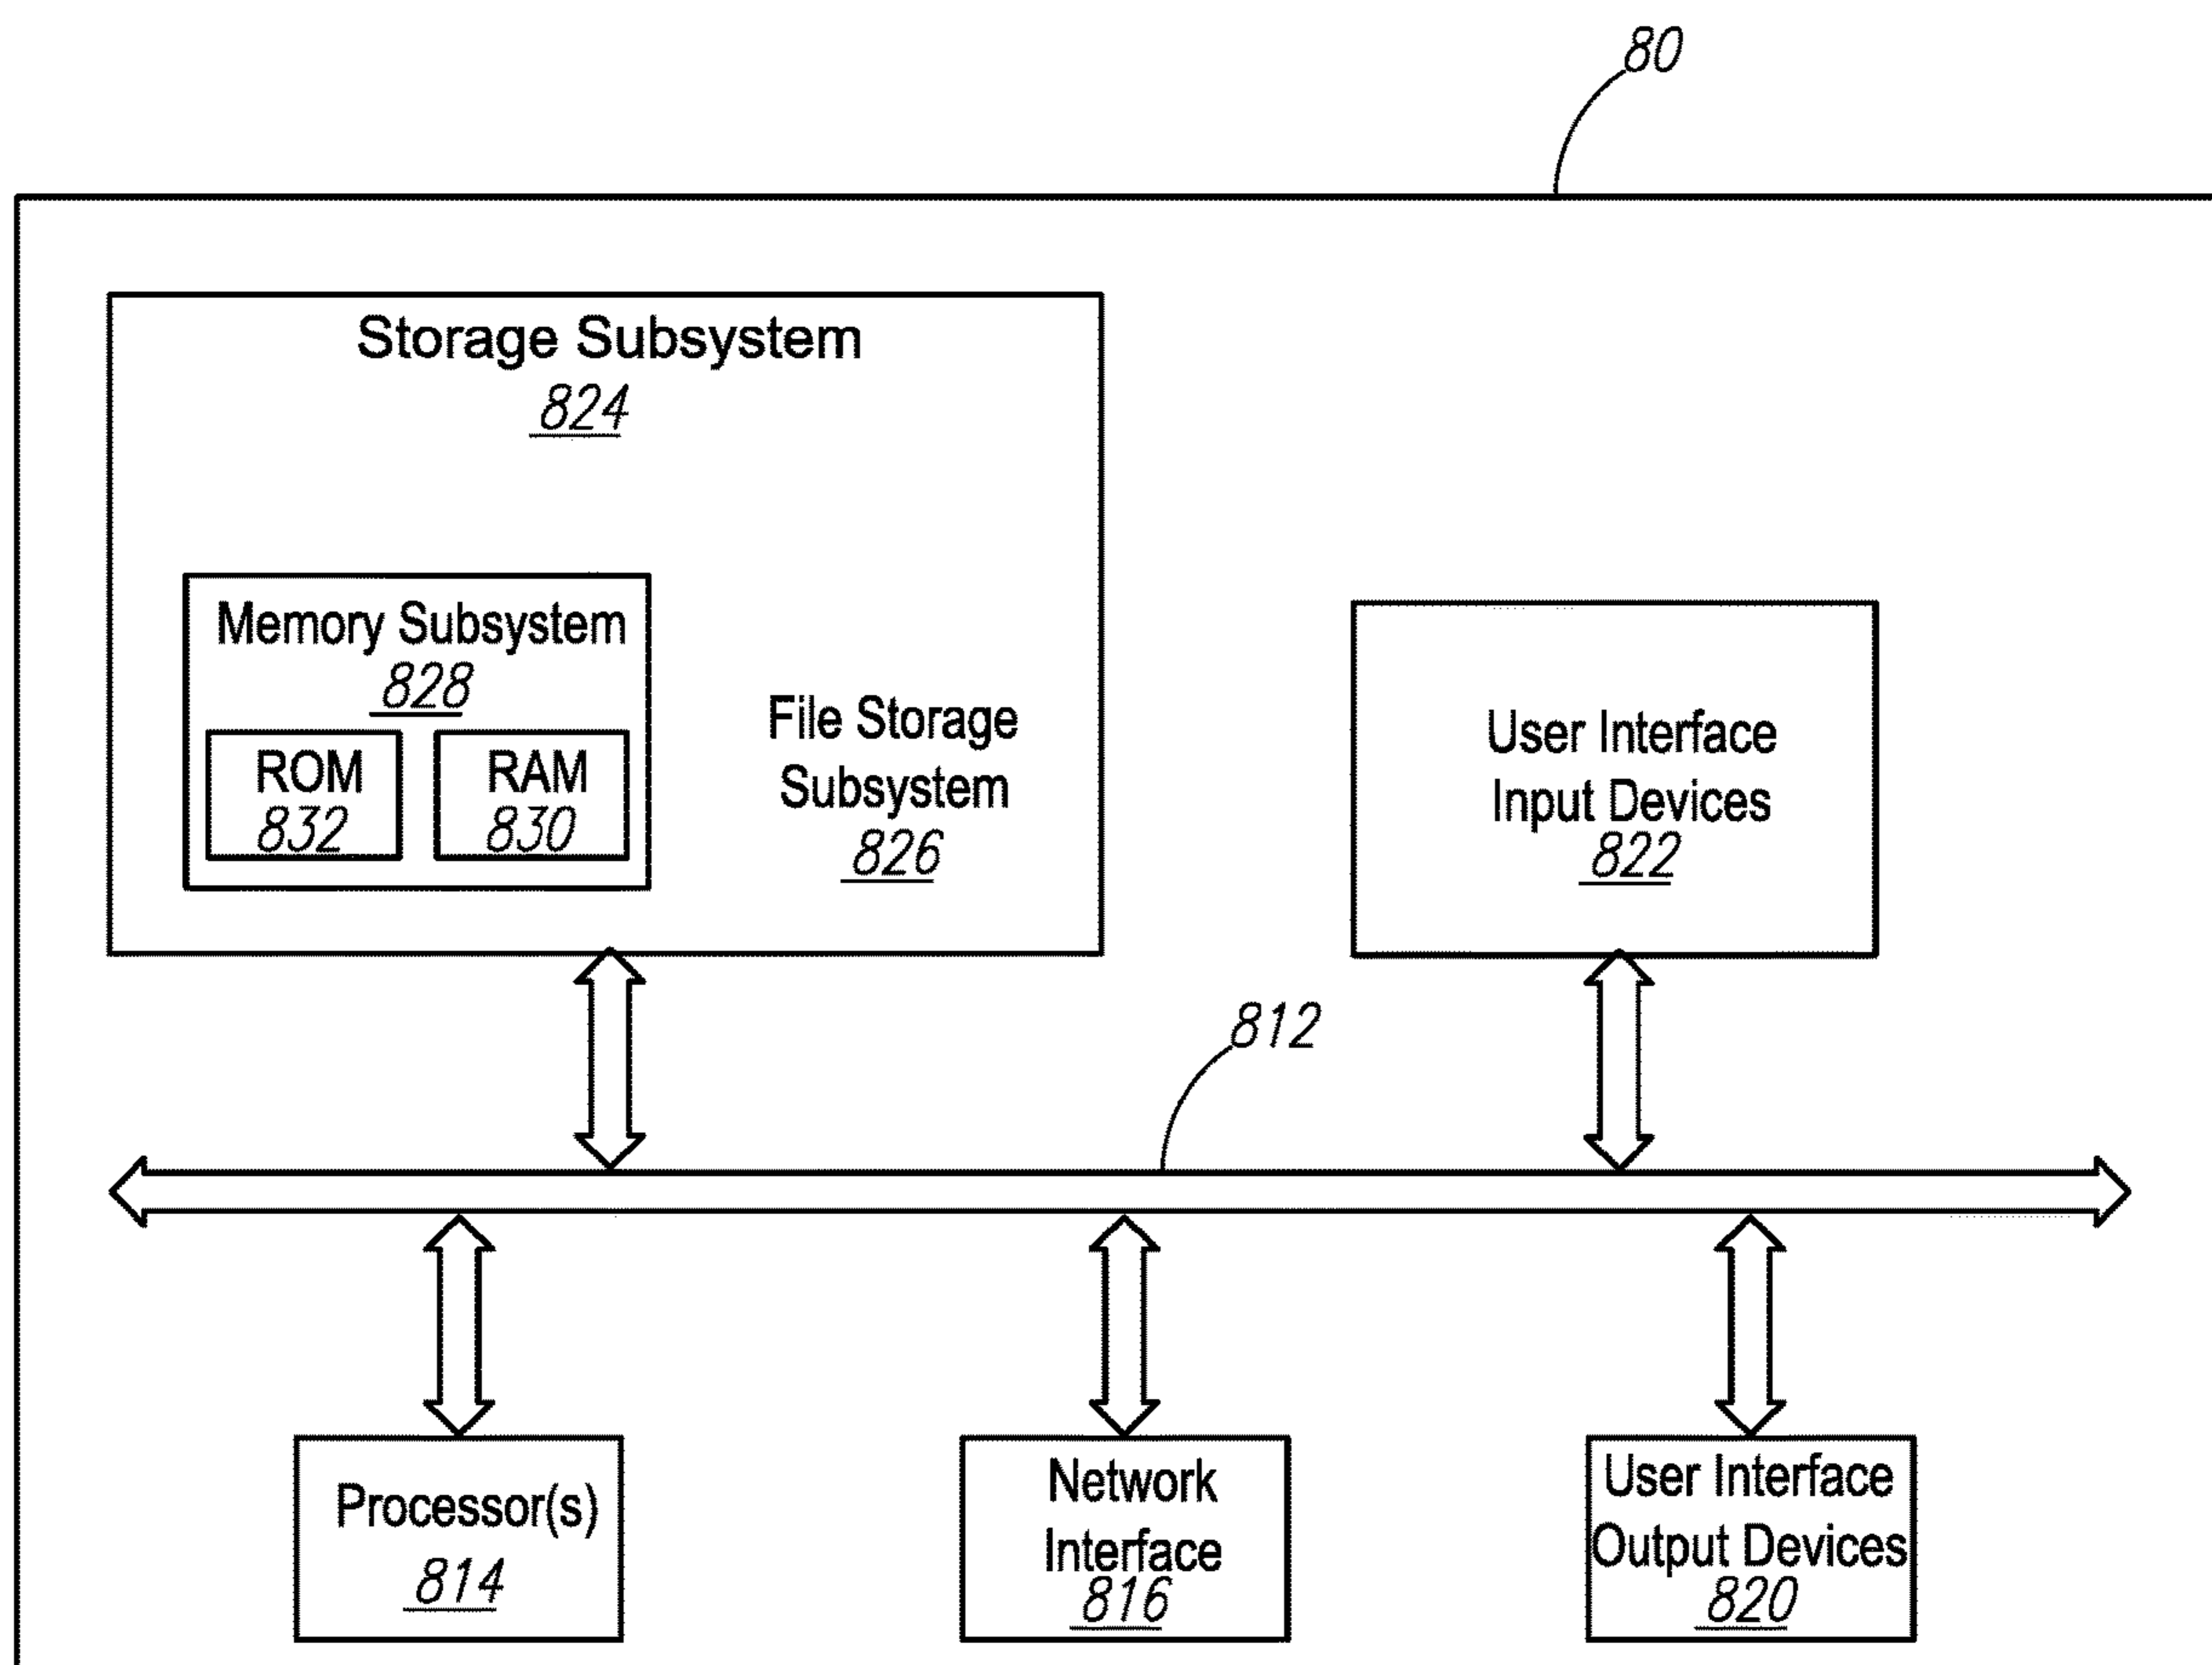 80
Storage Subsystem
824
Memory Subsystem
828
ROM
832
RAM
830
File Storage
Subsystem
826
User Interface
Input Devices
822
812
Processor(s)
814
Network
Interface
816
User Interface
Output Devices
820